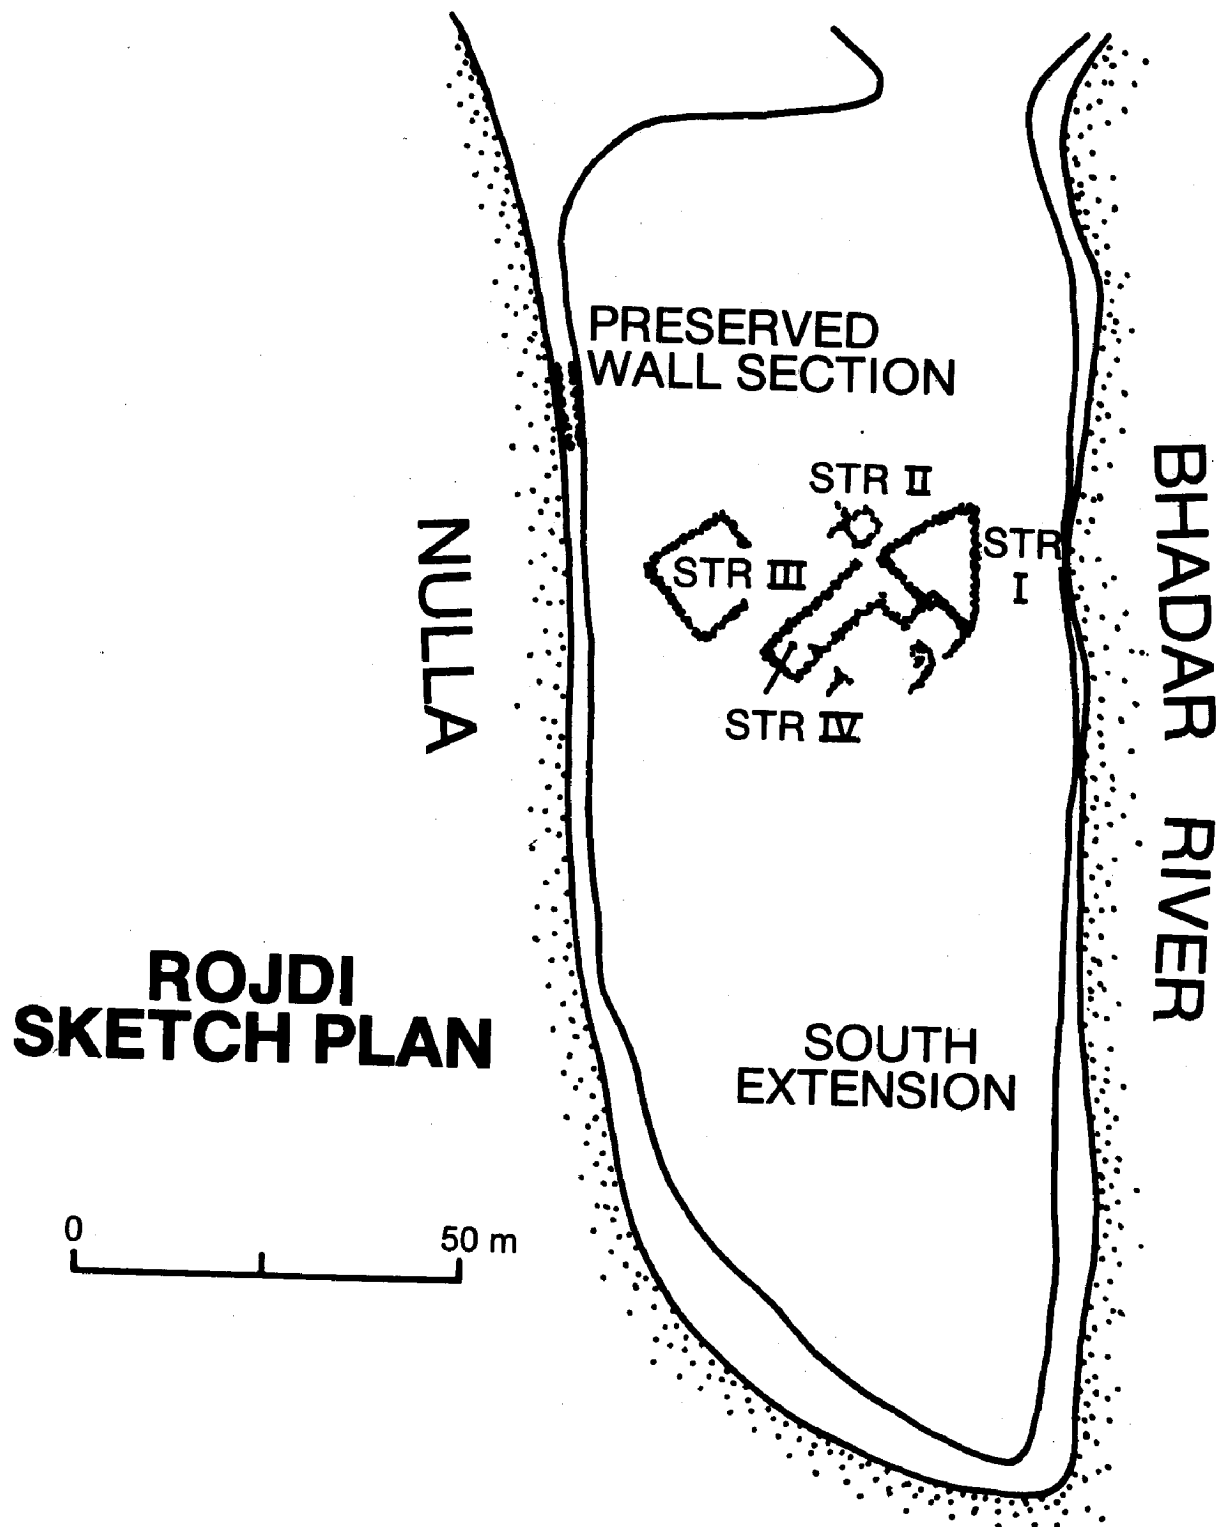 PRESERVED
WALL SECTION
STR II
STR
I
STR III
STR IV
NULLA
BHADAR RIVER
ROJDI
SKETCH PLAN
SOUTH
EXTENSION
0
50 m